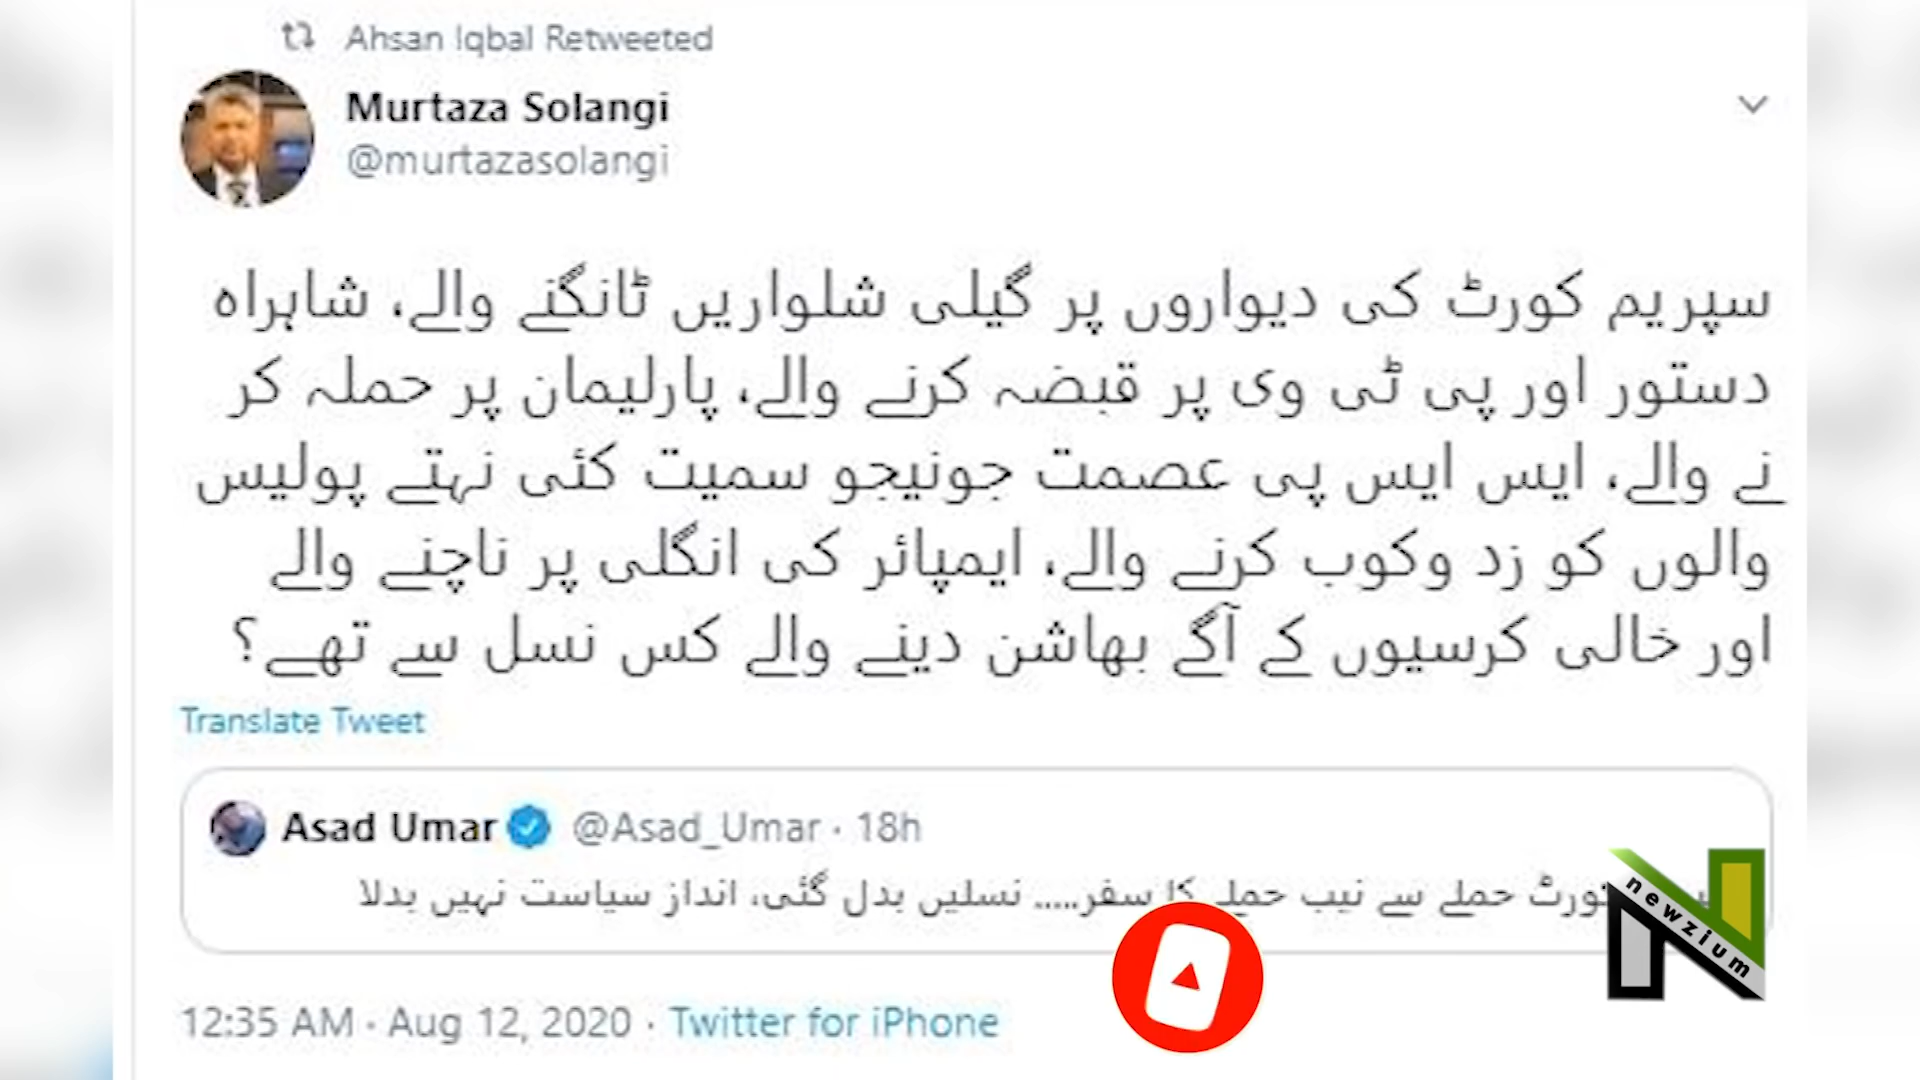 Ahsan Iqbal Retweeted
Murtaza Solangi
@murtazasolangi
سپریم کورٹ کی دیواروں پر گیلی شلواریں ٹانگنے والے، شاہراہ
دستور اور پی ٹی وی پر قبضہ کرنے والے، پارلیمان پر حملہ کر
نے والے، ایس ایس پی عصمت جونیجو سمیت کئی نہتے پولیس
والوں کو زد وکوب کرنے والے، ایمپائر کی انگلی پر ناچنے والے
اور خالی کرسیوں کے آگے بھاشن دینے والے کس نسل سے تھے؟
Translate Tweet
Asad Umar @Asad_Umar · 18h
حملے سے نیب حملے کا سفر..... نسلیں بدل گئی، انداز سیاست نہیں بدلا
newzium
12:35 AM · Aug 12, 2020 · Twitter for iPhone